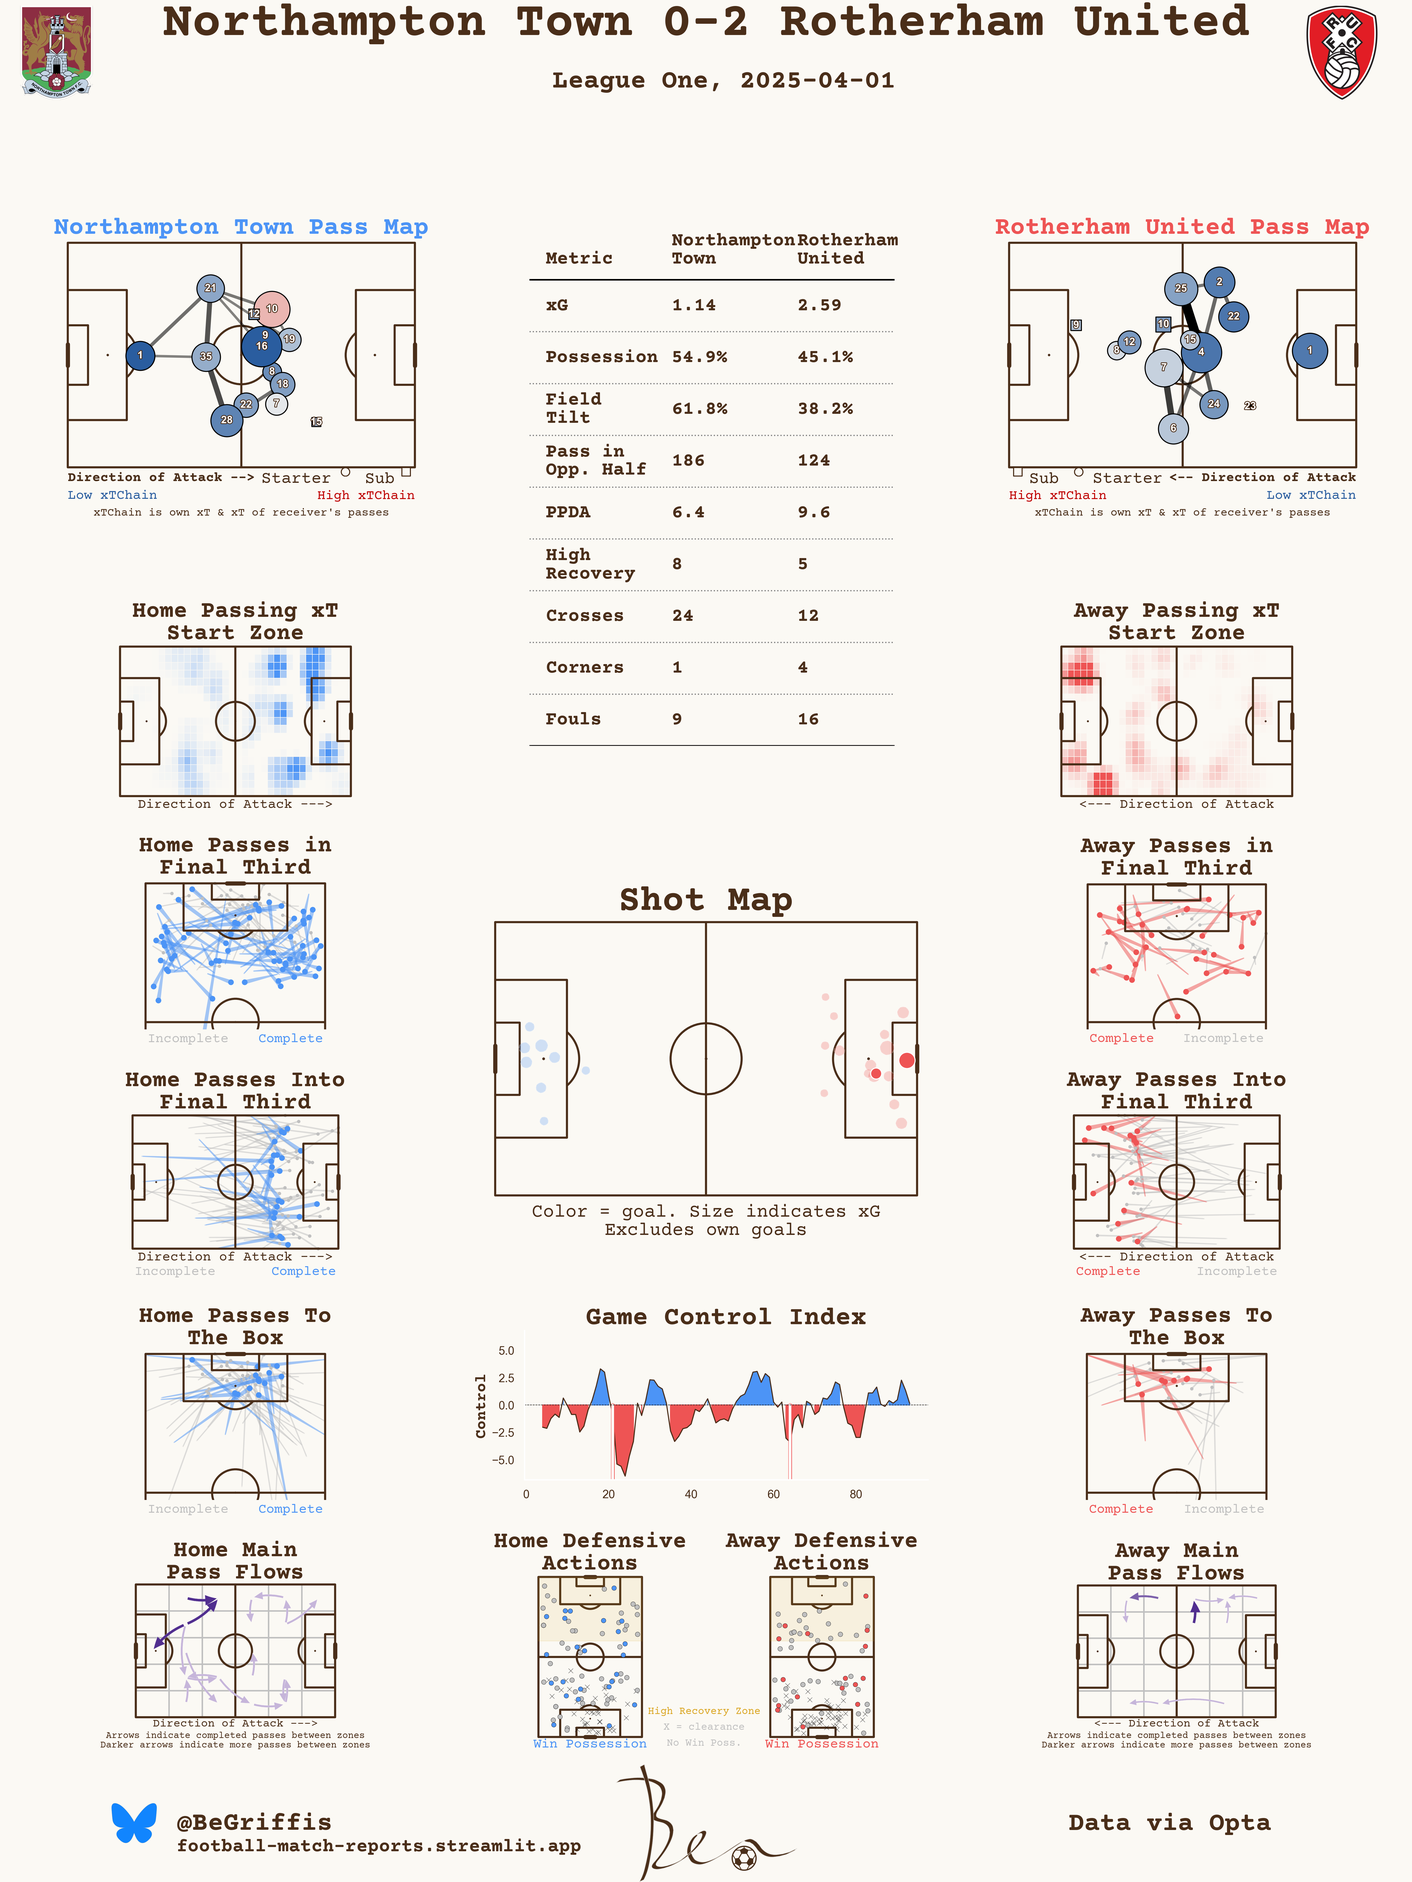 Northampton Town 0-2 Rotherham United
League One, 2025-04-01
NORTHAMPTON TOWN F.C.
R U
F C
Northampton Town Pass Map
21
10
12
9
16
19
1
35
8
18
22
7
28
15
Direction of Attack --> Starter Sub
Low xTChain High xTChain
xTChain is own xT & xT of receiver's passes
Metric Northampton Town Rotherham United
xG 1.14 2.59
Possession 54.9% 45.1%
Field Tilt 61.8% 38.2%
Pass in Opp. Half 186 124
PPDA 6.4 9.6
High Recovery 8 5
Crosses 24 12
Corners 1 4
Fouls 9 16
Rotherham United Pass Map
25
2
22
9
10
12
8
15
4
1
7
24
23
6
Sub Starter <-- Direction of Attack
High xTChain Low xTChain
xTChain is own xT & xT of receiver's passes
Home Passing xT
Start Zone
Direction of Attack --->
Away Passing xT
Start Zone
<--- Direction of Attack
Home Passes in
Final Third
Incomplete Complete
Away Passes in
Final Third
Complete Incomplete
Shot Map
Color = goal. Size indicates xG
Excludes own goals
Home Passes Into
Final Third
Direction of Attack --->
Incomplete Complete
Away Passes Into
Final Third
<--- Direction of Attack
Complete Incomplete
Home Passes To
The Box
Incomplete Complete
Game Control Index
Control
5.0
2.5
0.0
−2.5
−5.0
0 20 40 60 80
Away Passes To
The Box
Complete Incomplete
Home Main
Pass Flows
Direction of Attack --->
Arrows indicate completed passes between zones
Darker arrows indicate more passes between zones
Home Defensive
Actions
Win Possession
Away Defensive
Actions
Win Possession
High Recovery Zone
X = clearance
No Win Poss.
Away Main
Pass Flows
<--- Direction of Attack
Arrows indicate completed passes between zones
Darker arrows indicate more passes between zones
@BeGriffis
football-match-reports.streamlit.app
Ben
Data via Opta